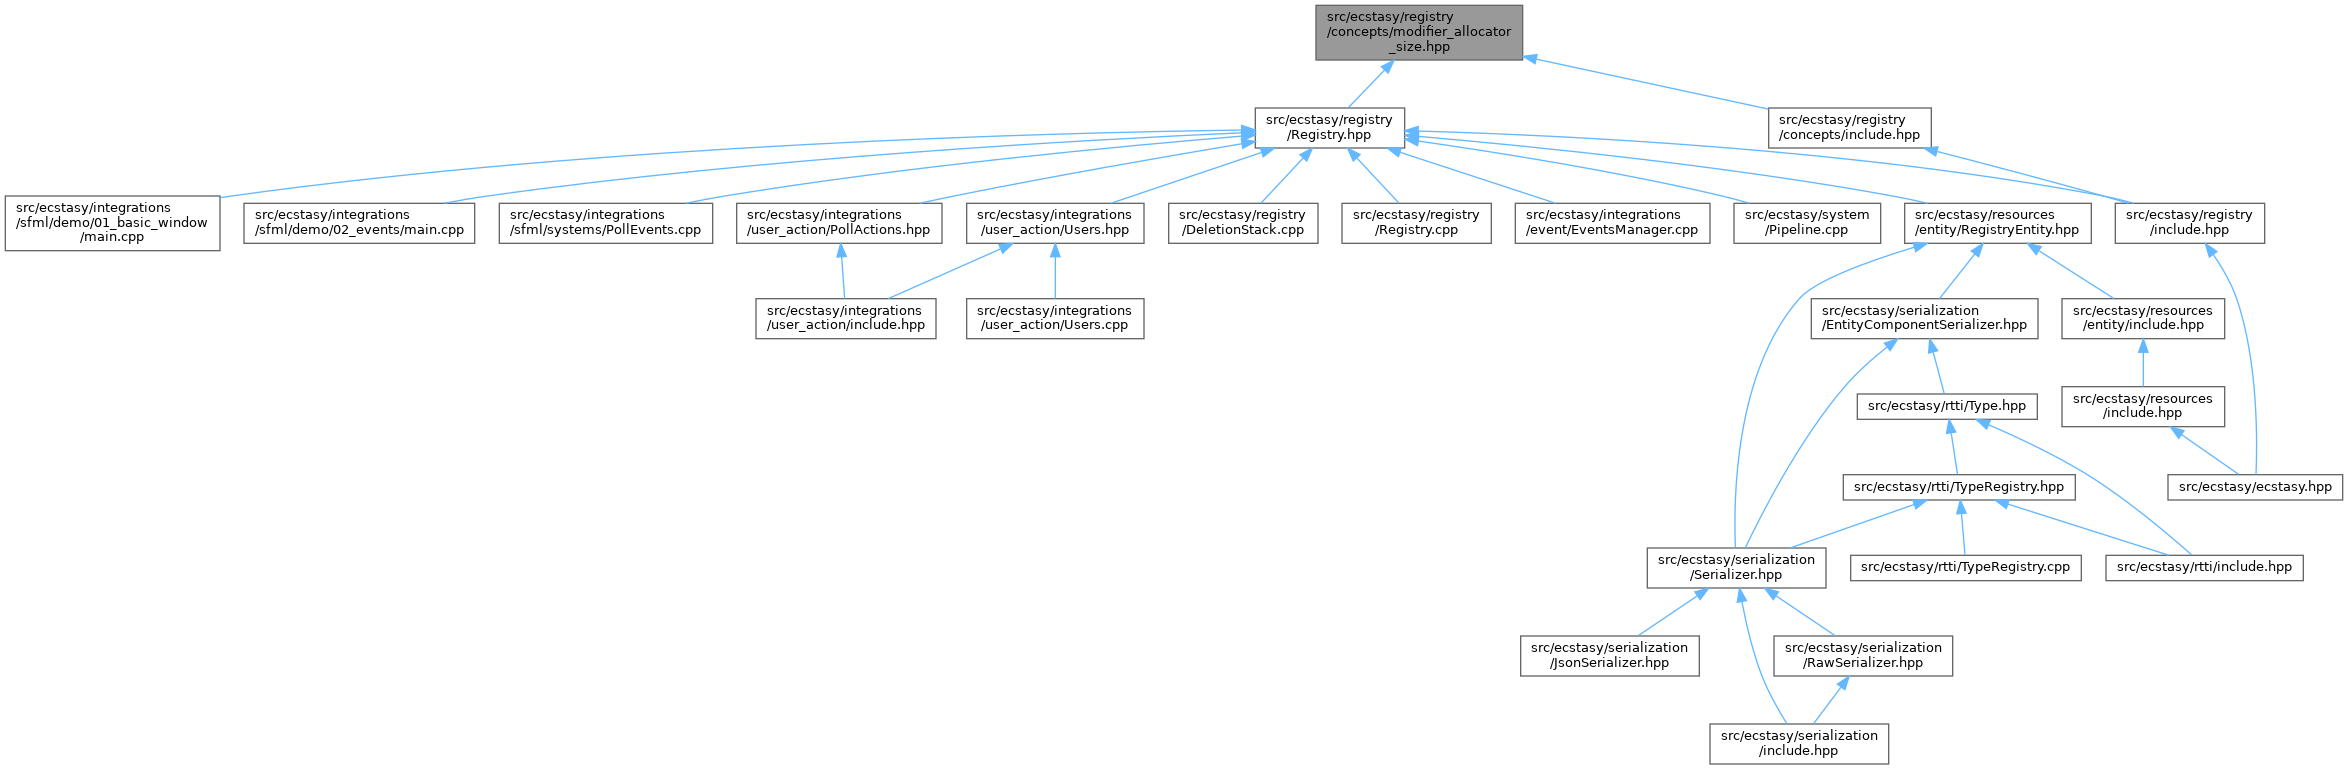 src/ecstasy/registry
/concepts/modifier_allocator
_size.hpp
src/ecstasy/registry
/Registry.hpp
src/ecstasy/registry
/concepts/include.hpp
src/ecstasy/integrations
/sfml/demo/01_basic_window
/main.cpp
src/ecstasy/integrations
/sfml/demo/02_events/main.cpp
src/ecstasy/integrations
/sfml/systems/PollEvents.cpp
src/ecstasy/integrations
/user_action/PollActions.hpp
src/ecstasy/integrations
/user_action/Users.hpp
src/ecstasy/registry
/DeletionStack.cpp
src/ecstasy/registry
/Registry.cpp
src/ecstasy/integrations
/event/EventsManager.cpp
src/ecstasy/system
/Pipeline.cpp
src/ecstasy/resources
/entity/RegistryEntity.hpp
src/ecstasy/registry
/include.hpp
src/ecstasy/integrations
/user_action/include.hpp
src/ecstasy/integrations
/user_action/Users.cpp
src/ecstasy/serialization
/EntityComponentSerializer.hpp
src/ecstasy/resources
/entity/include.hpp
src/ecstasy/rtti/Type.hpp
src/ecstasy/resources
/include.hpp
src/ecstasy/rtti/TypeRegistry.hpp
src/ecstasy/ecstasy.hpp
src/ecstasy/serialization
/Serializer.hpp
src/ecstasy/rtti/TypeRegistry.cpp
src/ecstasy/rtti/include.hpp
src/ecstasy/serialization
/JsonSerializer.hpp
src/ecstasy/serialization
/RawSerializer.hpp
src/ecstasy/serialization
/include.hpp